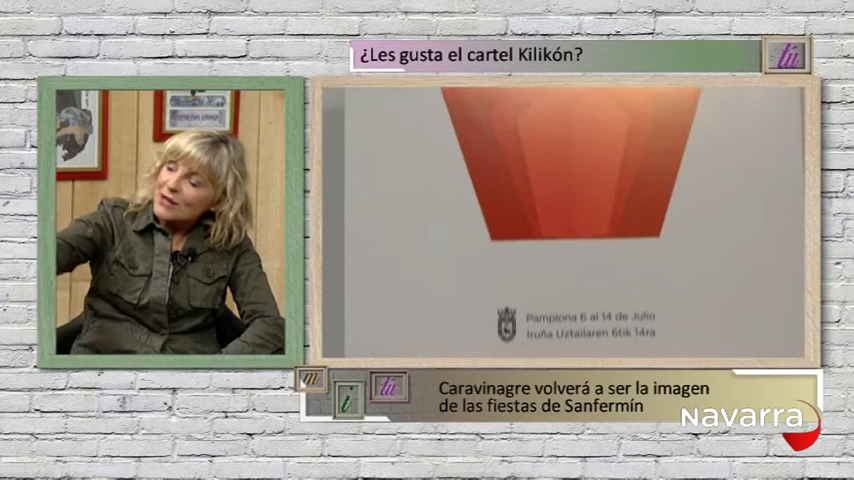 ¿Les gusta el cartel Kilikón?
tú
Pamplona 6 al 14 de Julio
Iruña Uztailaren 6tik 14ra
m
i
tú
Caravinagre volverá a ser la imagen
de las fiestas de Sanfermín
navarra